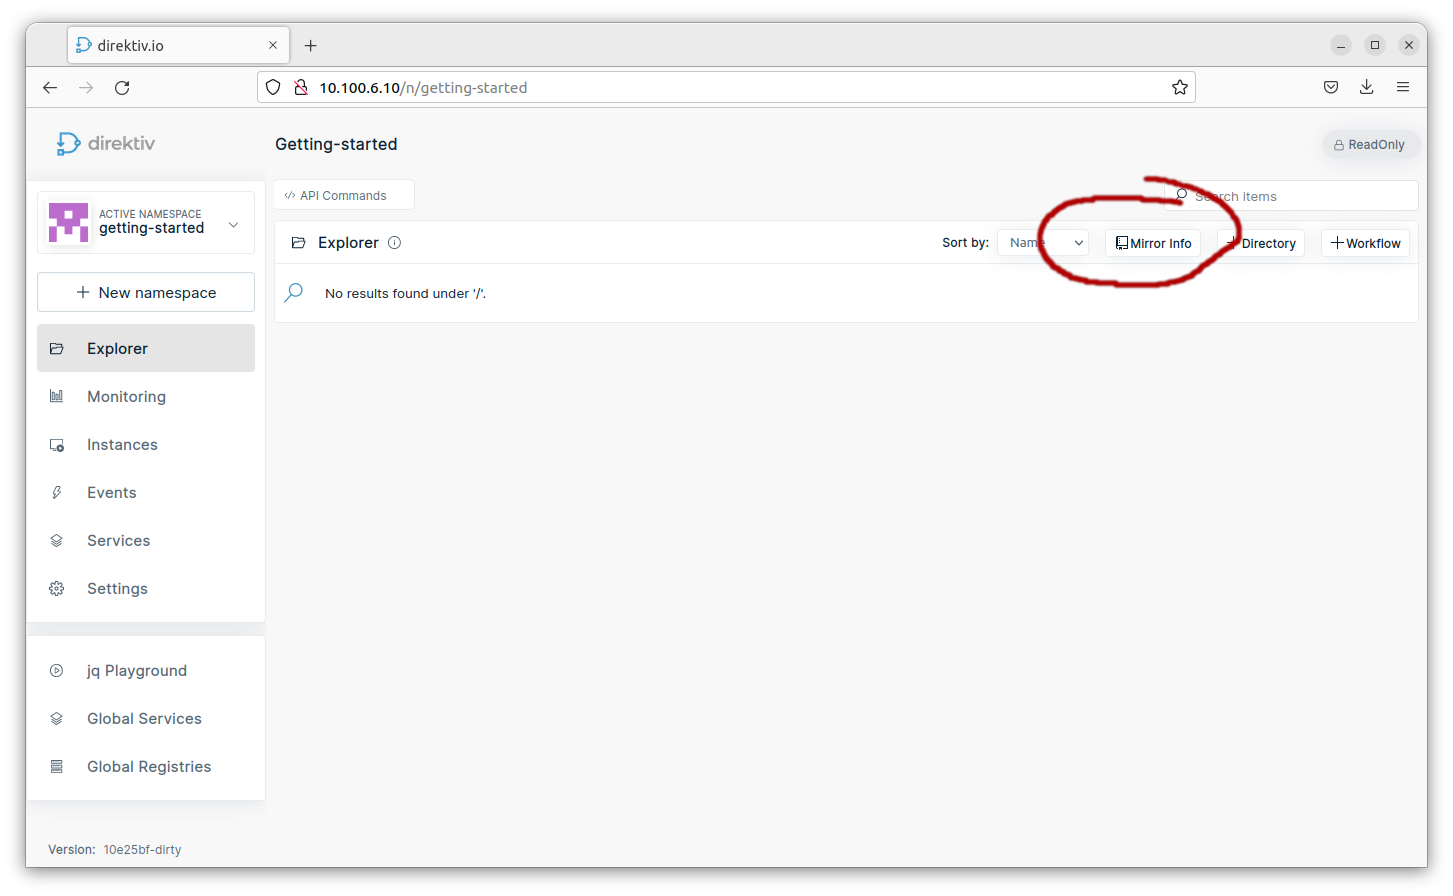 direktiv.io
10.100.6.10/n/getting-started
direktiv
Getting-started
ReadOnly
ACTIVE NAMESPACE
getting-started
API Commands
Search items
Explorer
Sort by:
Name
Mirror Info
Directory
Workflow
No results found under '/'.
New namespace
Explorer
Monitoring
Instances
Events
Services
Settings
jq Playground
Global Services
Global Registries
Version: 10e25bf-dirty